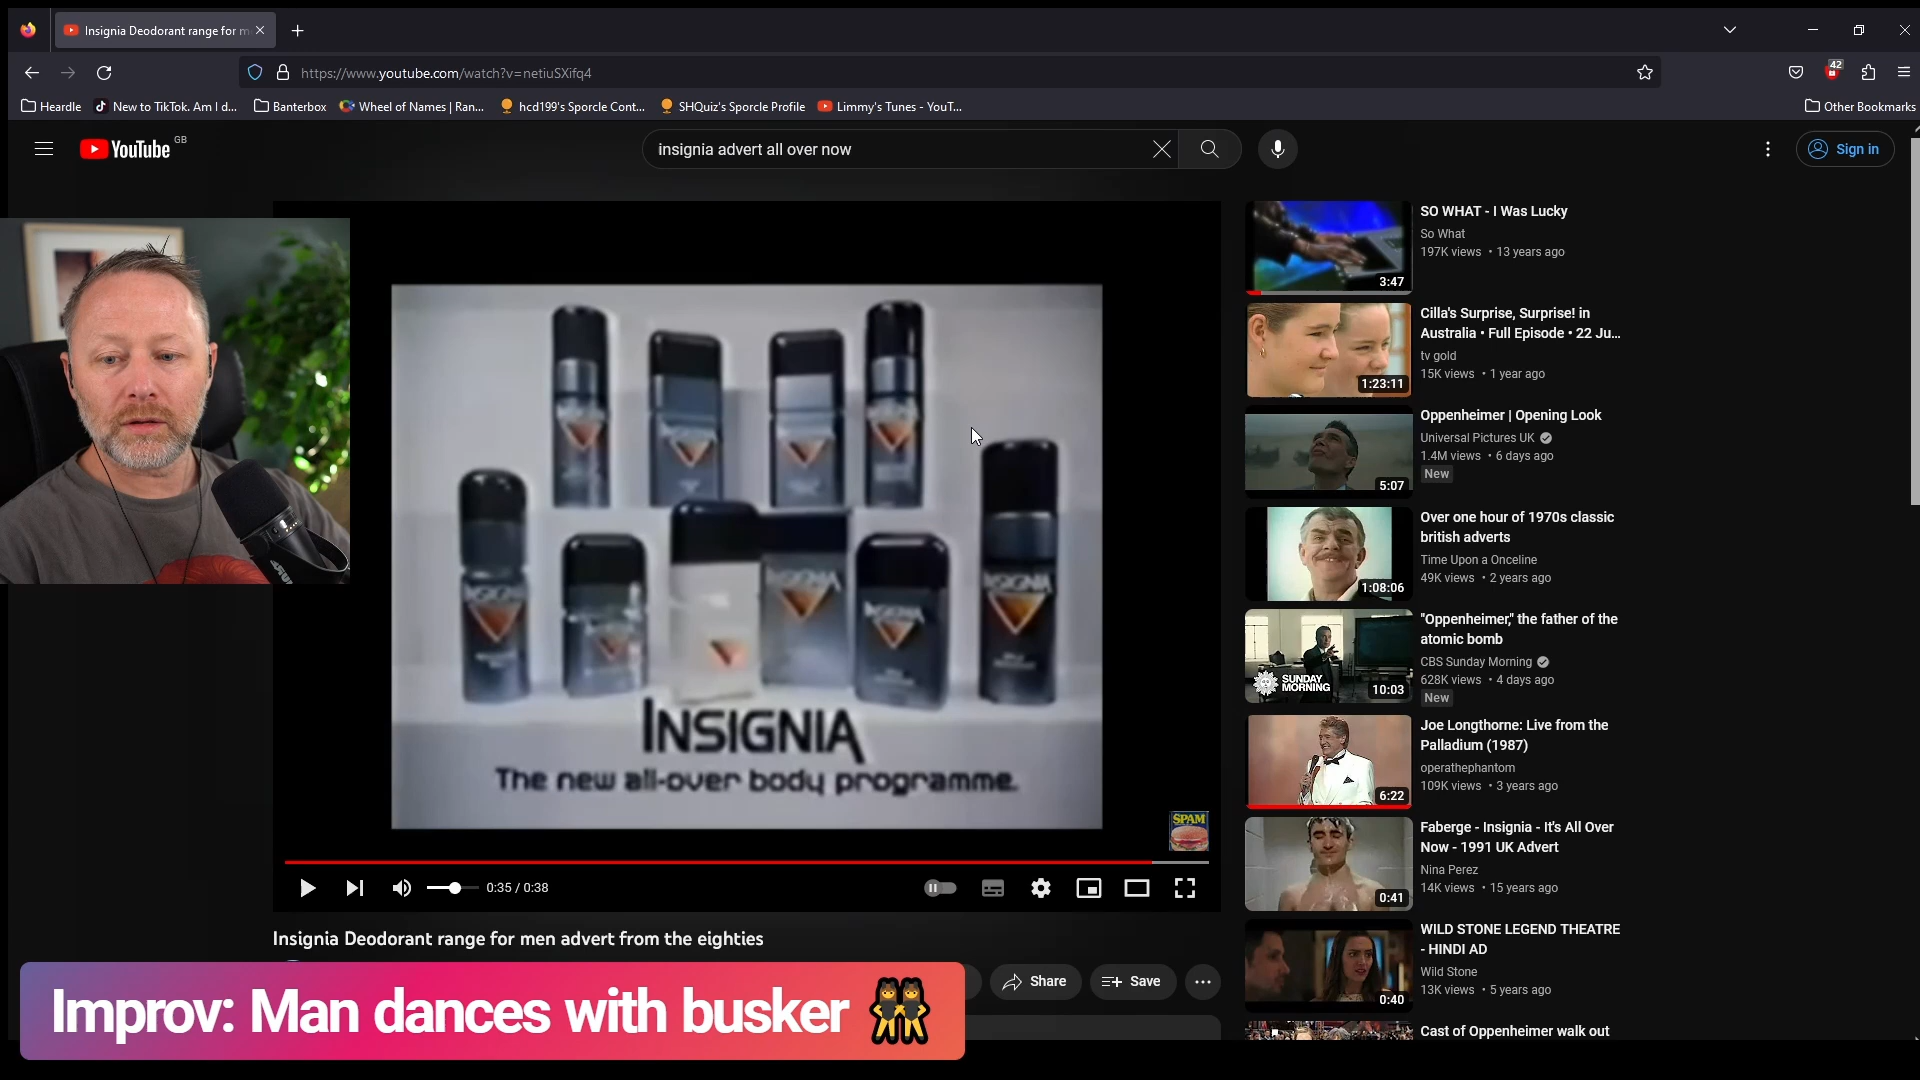 Insignia Deodorant range for m
https://www.youtube.com/watch?v=netiuSXifq4
42
Heardle
New to TikTok. Am I d...
Banterbox
Wheel of Names | Ran...
hcd199's Sporcle Cont...
SHQuiz's Sporcle Profile
Limmy's Tunes - YouT...
Other Bookmarks
YouTube GB
insignia advert all over now
Sign in
INSIGNIA
The new all-over body programme.
SPAM
0:35 / 0:38
Insignia Deodorant range for men advert from the eighties
Share
Save
Improv: Man dances with busker
3:47
SO WHAT - I Was Lucky
So What
197K views • 13 years ago
1:23:11
Cilla's Surprise, Surprise! in
Australia • Full Episode • 22 Ju...
tv gold
15K views • 1 year ago
5:07
Oppenheimer | Opening Look
Universal Pictures UK
1.4M views • 6 days ago
New
1:08:06
Over one hour of 1970s classic
british adverts
Time Upon a Onceline
49K views • 2 years ago
SUNDAY
MORNING
10:03
"Oppenheimer," the father of the
atomic bomb
CBS Sunday Morning
628K views • 4 days ago
New
6:22
Joe Longthorne: Live from the
Palladium (1987)
operathephantom
109K views • 3 years ago
0:41
Faberge - Insignia - It's All Over
Now - 1991 UK Advert
Nina Perez
14K views • 15 years ago
0:40
WILD STONE LEGEND THEATRE
- HINDI AD
Wild Stone
13K views • 5 years ago
Cast of Oppenheimer walk out